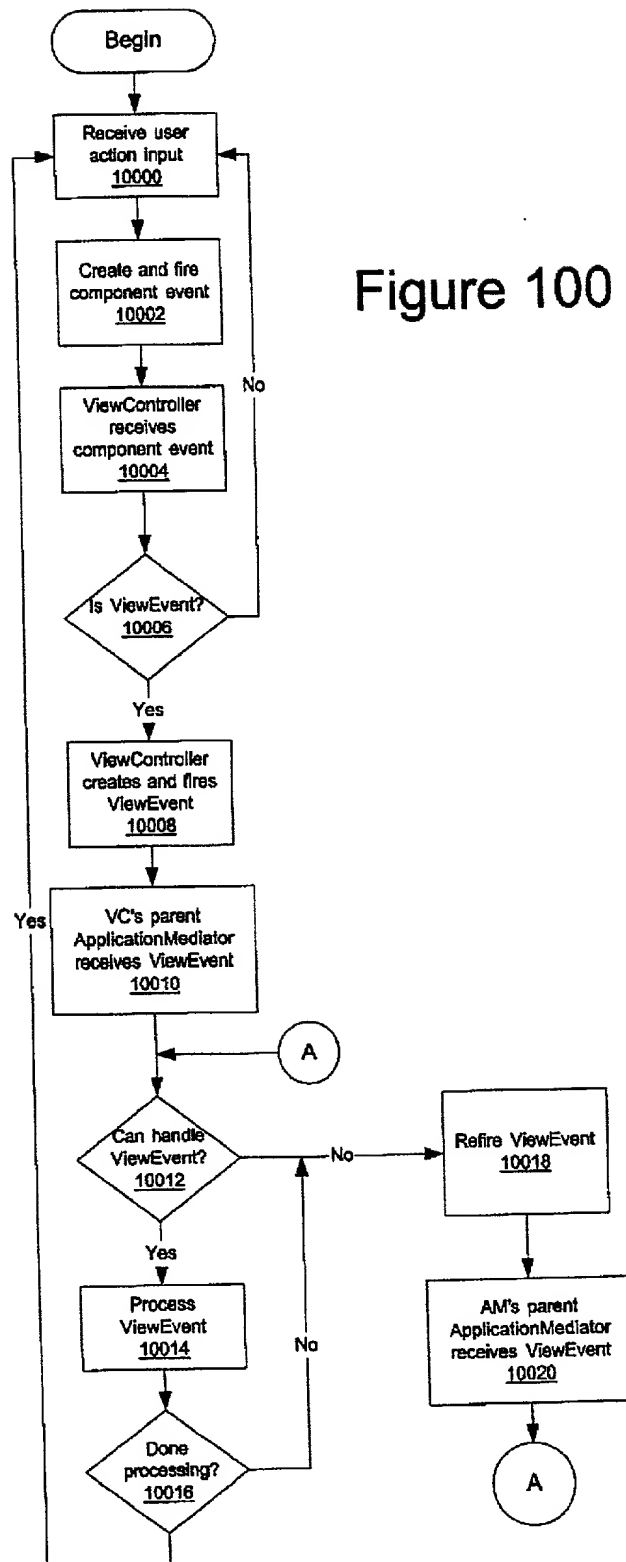 Begin
Receive user
action input
10000
Figure 100
Create and fire
component event
10002
No
ViewController
receives
component event
10004
Is ViewEvent?
10006
Yes
ViewController
creates and fires
ViewEvent
10008
Yes
VC's parent
ApplicationMediator
receives ViewEvent
10010
A
Can handle
ViewEvent?
10012
No
Refire ViewEvent
10018
Yes
Process
ViewEvent
10014
No
AM's parent
ApplicationMediator
receives ViewEvent
10020
Done
processing?
10016
A